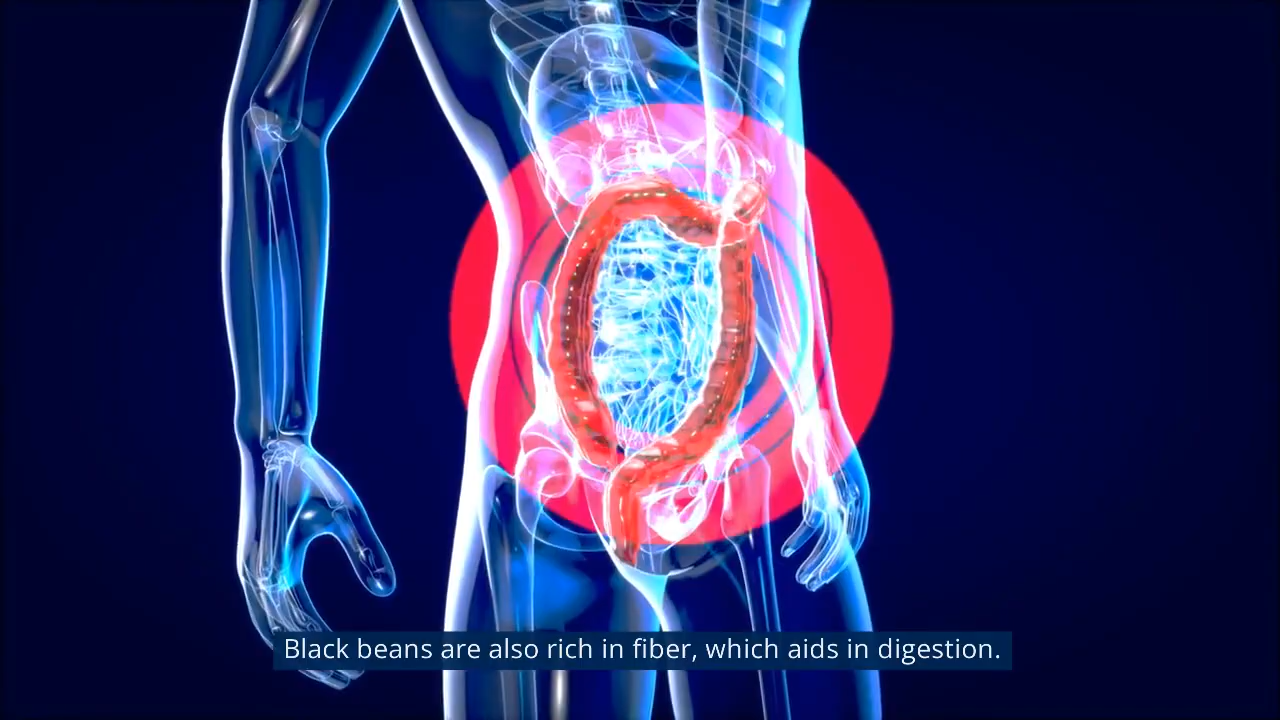 Black beans are also rich in fiber, which aids in digestion.